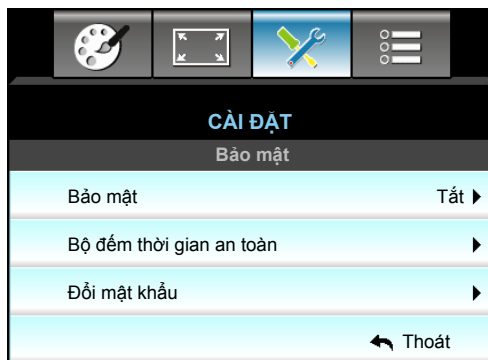 CÀI ĐẶT
Bảo mật
Bảo mật Tắt
Bộ đếm thời gian an toàn
Đổi mật khẩu
Thoát